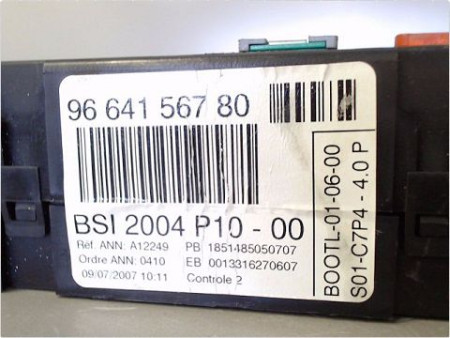 96 641 567 80
BSI 2004 P10 - 00
Réf. ANN: A12249 PB 1851485050707
Ordre ANN: 0410 EB 0013316270607
09/07/2007 10:11 Controle 2
BOOTL-01-06-00
S01-C7P4 - 4.0 P